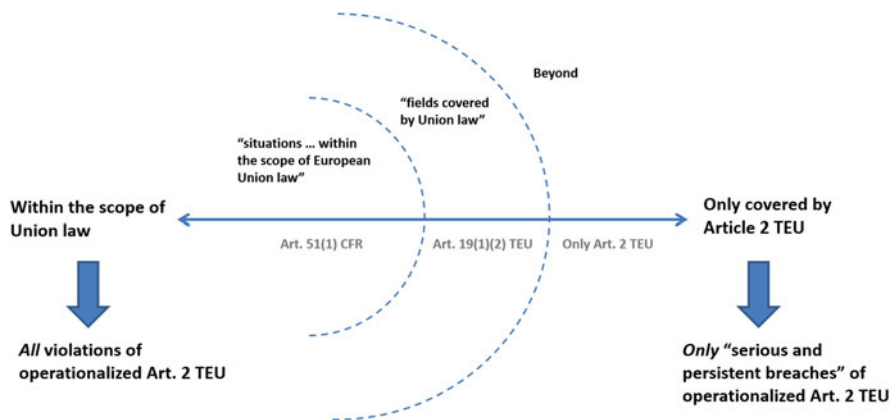 Beyond
“fields covered
by Union law”
“situations … within
the scope of European
Union law”
Within the scope of
Union law
Only covered by
Article 2 TEU
Art. 51(1) CFR
Art. 19(1)(2) TEU
Only Art. 2 TEU
All violations of
operationalized Art. 2 TEU
Only “serious and
persistent breaches” of
operationalized Art. 2 TEU